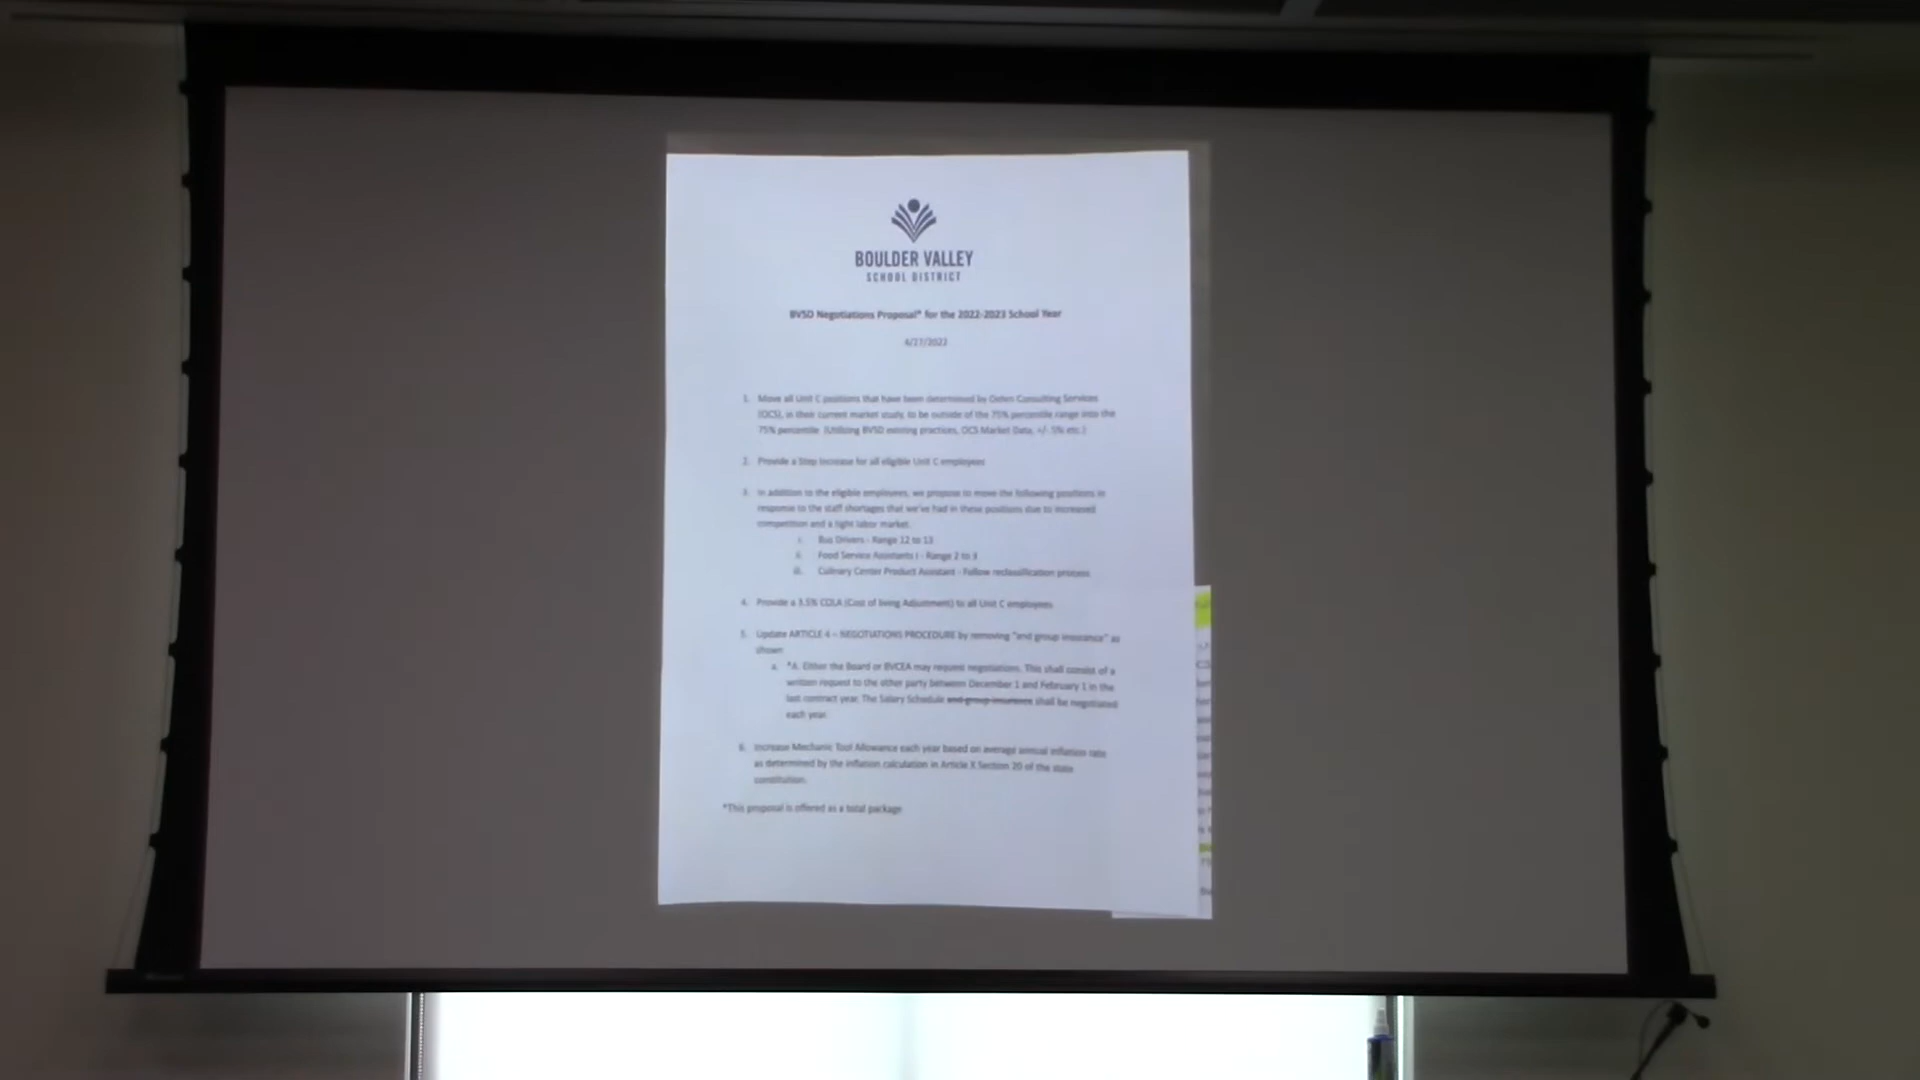 BOULDER VALLEY
SCHOOL DISTRICT
BVSD Negotiations Proposal* for the 2022-2023 School Year
4/27/2022
1. Move all Unit C positions that have been determined by Consulting Services
(OCS), in their current market study, to be outside of the 75% percentile range into the
75% percentile (Utilizing BVSD existing practices, OCS Market Data, +/- 5% etc.)
2. Provide a Step Increase for all eligible Unit C employees
3. In addition to the eligible employees, we propose to move the following positions in
response to the staff shortages that we've had in these positions due to increased
competition and a tight labor market.
i. Bus Drivers - Range 12 to 13
ii. Food Service Assistants I - Range 2 to 3
iii. Culinary Center Product Assistant - Follow reclassification process
4. Provide a 3.5% COLA (Cost of living Adjustment) to all Unit C employees
5. Update ARTICLE 4 – NEGOTIATIONS PROCEDURE by removing "and group insurance" as
shown
a. "A. Either the Board or BVCEA may request negotiations. This shall consist of a
written request to the other party between December 1 and February 1 in the
last contract year. The Salary Schedule and group insurance shall be negotiated
each year.
6. Increase Mechanic Tool Allowance each year based on average annual inflation rate
as determined by the inflation calculation in Article X Section 20 of the state
constitution.
*This proposal is offered as a total package